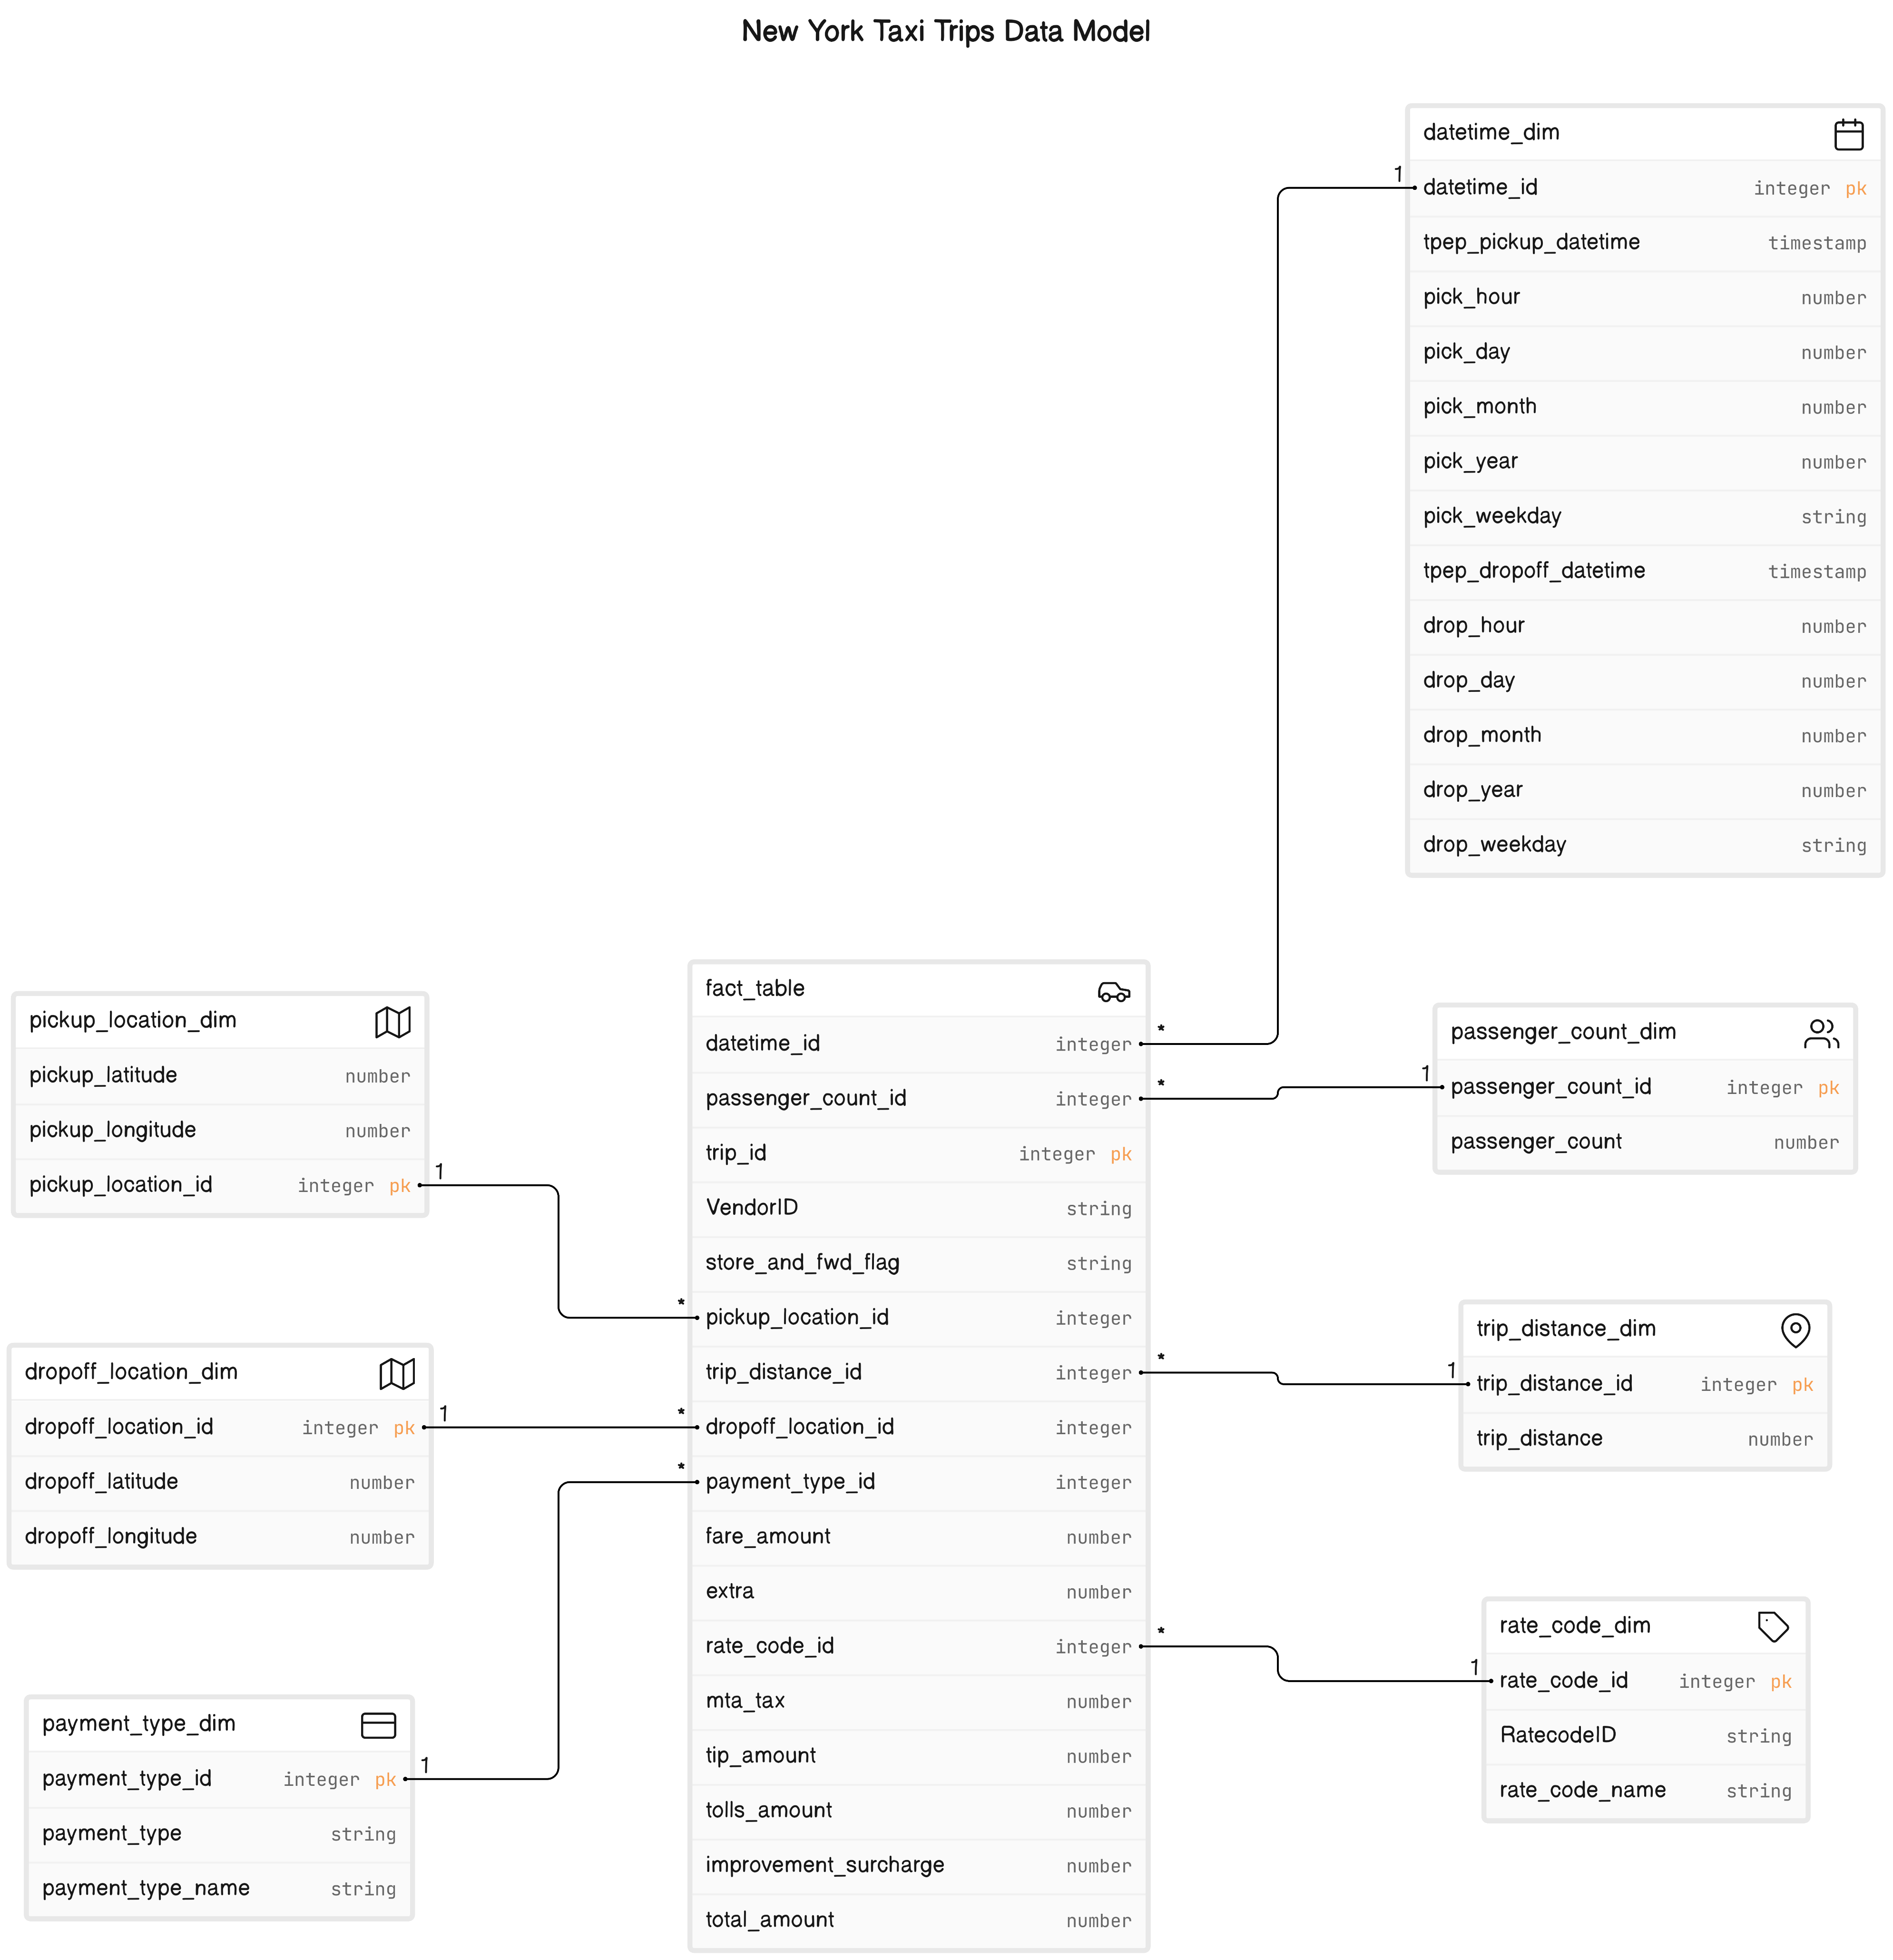 New York Taxi Trips Data Model
datetime_dim
1
datetime_id integer pk
tpep_pickup_datetime timestamp
pick_hour number
pick_day number
pick_month number
pick_year number
pick_weekday string
tpep_dropoff_datetime timestamp
drop_hour number
drop_day number
drop_month number
drop_year number
drop_weekday string
pickup_location_dim
pickup_latitude number
pickup_longitude number
pickup_location_id integer pk
1
dropoff_location_dim
dropoff_location_id integer pk
1
dropoff_latitude number
dropoff_longitude number
payment_type_dim
payment_type_id integer pk
1
payment_type string
payment_type_name string
fact_table
datetime_id integer
*
passenger_count_id integer
*
trip_id integer pk
VendorID string
store_and_fwd_flag string
*
pickup_location_id integer
trip_distance_id integer
*
*
dropoff_location_id integer
*
payment_type_id integer
fare_amount number
extra number
rate_code_id integer
*
mta_tax number
tip_amount number
tolls_amount number
improvement_surcharge number
total_amount number
passenger_count_dim
1
passenger_count_id integer pk
passenger_count number
trip_distance_dim
1
trip_distance_id integer pk
trip_distance number
rate_code_dim
1
rate_code_id integer pk
RatecodeID string
rate_code_name string